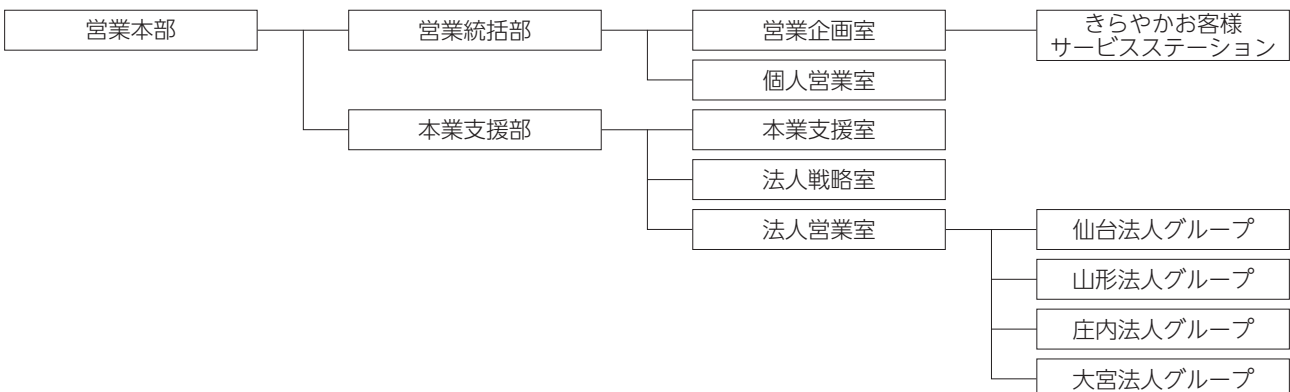 営業本部
営業統括部
営業企画室
きらやかお客様
サービスステーション
個人営業室
本業支援部
本業支援室
法人戦略室
法人営業室
仙台法人グループ
山形法人グループ
庄内法人グループ
大宮法人グループ